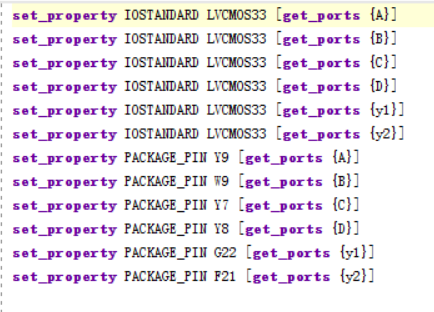 set_property IOSTANDARD LVCMOS33 [get_ports {A}]
set_property IOSTANDARD LVCMOS33 [get_ports {B}]
set_property IOSTANDARD LVCMOS33 [get_ports {C}]
set_property IOSTANDARD LVCMOS33 [get_ports {D}]
set_property IOSTANDARD LVCMOS33 [get_ports {y1}]
set_property IOSTANDARD LVCMOS33 [get_ports {y2}]
set_property PACKAGE_PIN Y9 [get_ports {A}]
set_property PACKAGE_PIN W9 [get_ports {B}]
set_property PACKAGE_PIN Y7 [get_ports {C}]
set_property PACKAGE_PIN Y8 [get_ports {D}]
set_property PACKAGE_PIN G22 [get_ports {y1}]
set_property PACKAGE_PIN F21 [get_ports {y2}]